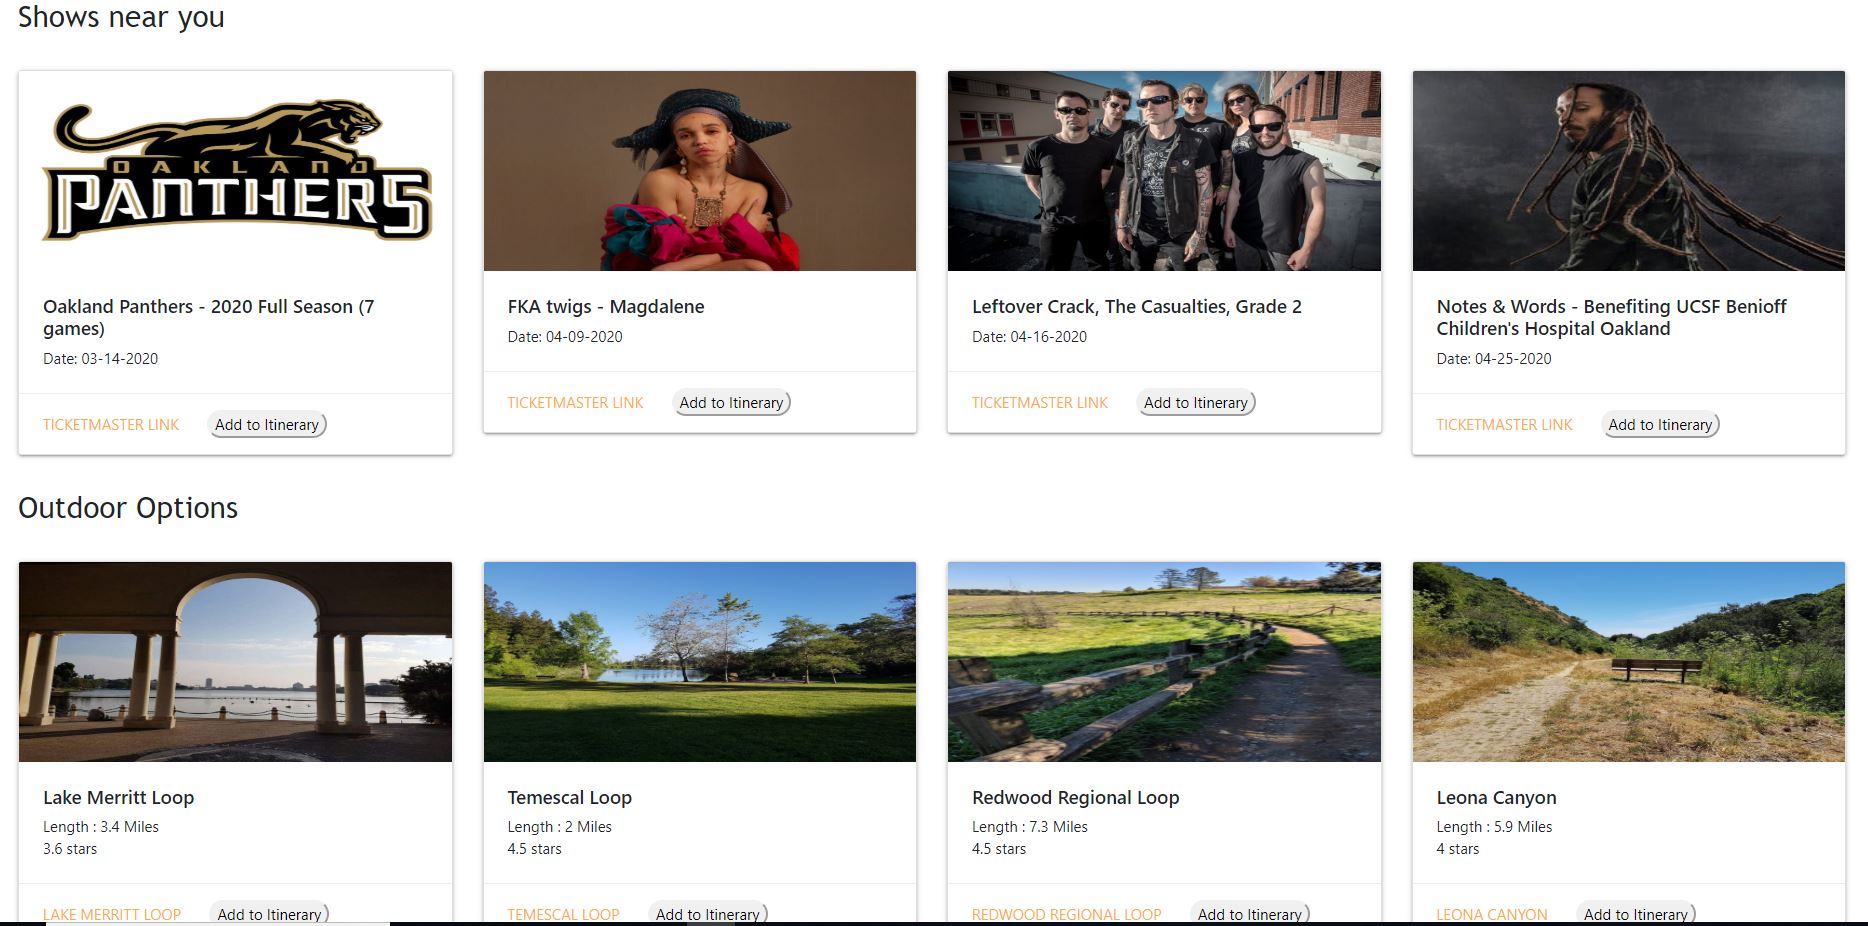 Shows near you
OAKLAND
PANTHERS
Oakland Panthers - 2020 Full Season (7
games)
Date: 03-14-2020
TICKETMASTER LINK
Add to Itinerary
FKA twigs - Magdalene
Date: 04-09-2020
TICKETMASTER LINK
Add to Itinerary
Leftover Crack, The Casualties, Grade 2
Date: 04-16-2020
TICKETMASTER LINK
Add to Itinerary
Notes & Words - Benefiting UCSF Benioff
Children's Hospital Oakland
Date: 04-25-2020
TICKETMASTER LINK
Add to Itinerary
Outdoor Options
Lake Merritt Loop
Length : 3.4 Miles
3.6 stars
LAKE MERRITT LOOP
Add to Itinerary
Temescal Loop
Length : 2 Miles
4.5 stars
TEMESCAL LOOP
Add to Itinerary
Redwood Regional Loop
Length : 7.3 Miles
4.5 stars
REDWOOD REGIONAL LOOP
Add to Itinerary
Leona Canyon
Length : 5.9 Miles
4 stars
LEONA CANYON
Add to Itinerary